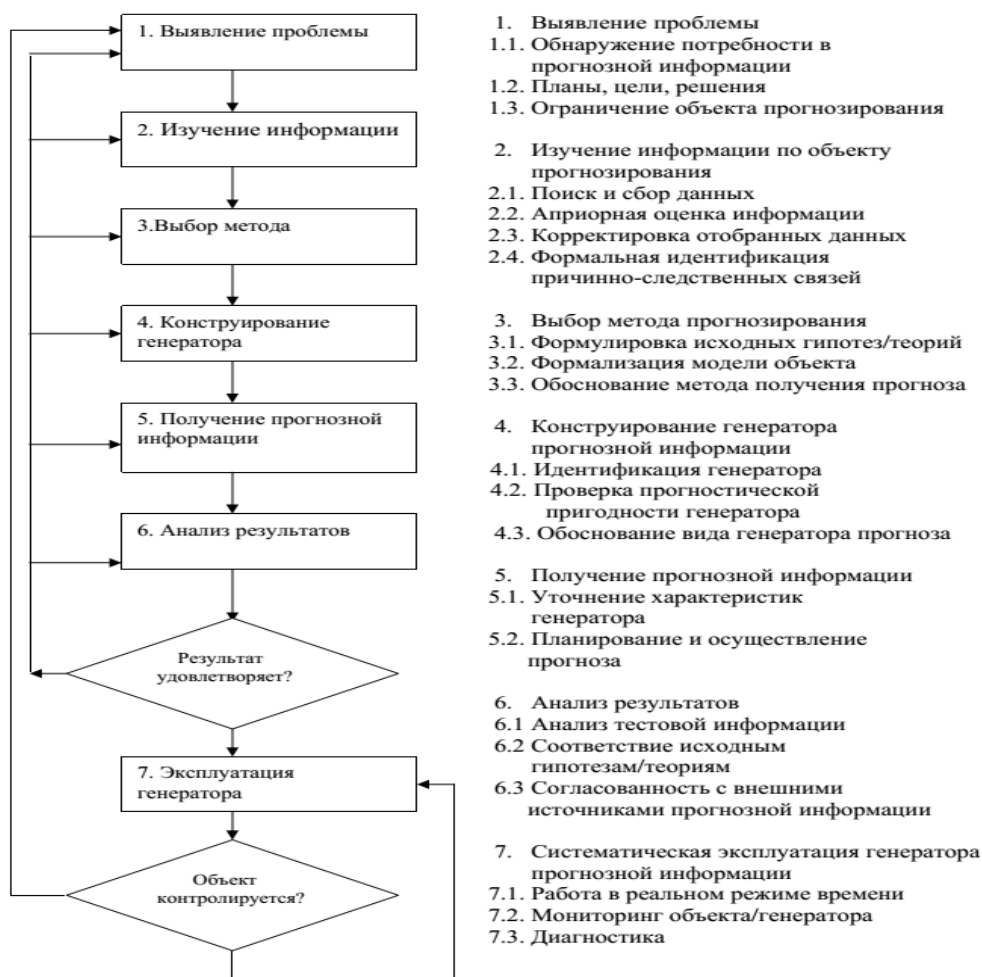 1. Выявление проблемы
2. Изучение информации
3.Выбор метода
4. Конструирование
генератора
5. Получение прогнозной
информации
6. Анализ результатов
Результат
удовлетворяет?
7. Эксплуатация
генератора
Объект
контролируется?
1. Выявление проблемы
1.1. Обнаружение потребности в
прогнозной информации
1.2. Планы, цели, решения
1.3. Ограничение объекта прогнозирования
2. Изучение информации по объекту
прогнозирования
2.1. Поиск и сбор данных
2.2. Априорная оценка информации
2.3. Корректировка отобранных данных
2.4. Формальная идентификация
причинно-следственных связей
3. Выбор метода прогнозирования
3.1. Формулировка исходных гипотез/теорий
3.2. Формализация модели объекта
3.3. Обоснование метода получения прогноза
4. Конструирование генератора
прогнозной информации
4.1. Идентификация генератора
4.2. Проверка прогностической
пригодности генератора
4.3. Обоснование вида генератора прогноза
5. Получение прогнозной информации
5.1. Уточнение характеристик
генератора
5.2. Планирование и осуществление
прогноза
6. Анализ результатов
6.1 Анализ тестовой информации
6.2 Соответствие исходным
гипотезам/теориям
6.3 Согласованность с внешними
источниками прогнозной информации
7. Систематическая эксплуатация генератора
прогнозной информации
7.1. Работа в реальном режиме времени
7.2. Мониторинг объекта/генератора
7.3. Диагностика